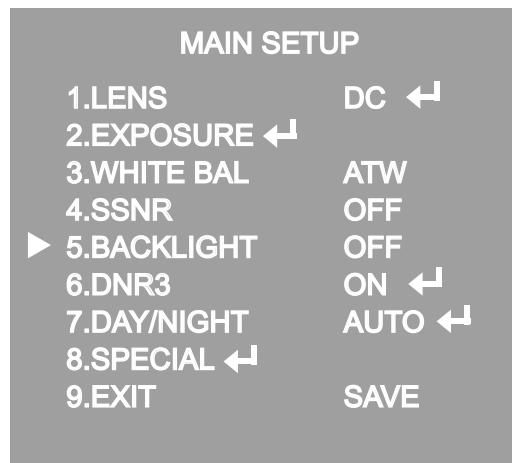 MAIN SETUP
1.LENS DC ↵
2.EXPOSURE ↵
3.WHITE BAL ATW
4.SSNR OFF
▶ 5.BACKLIGHT OFF
6.DNR3 ON ↵
7.DAY/NIGHT AUTO ↵
8.SPECIAL ↵
9.EXIT SAVE